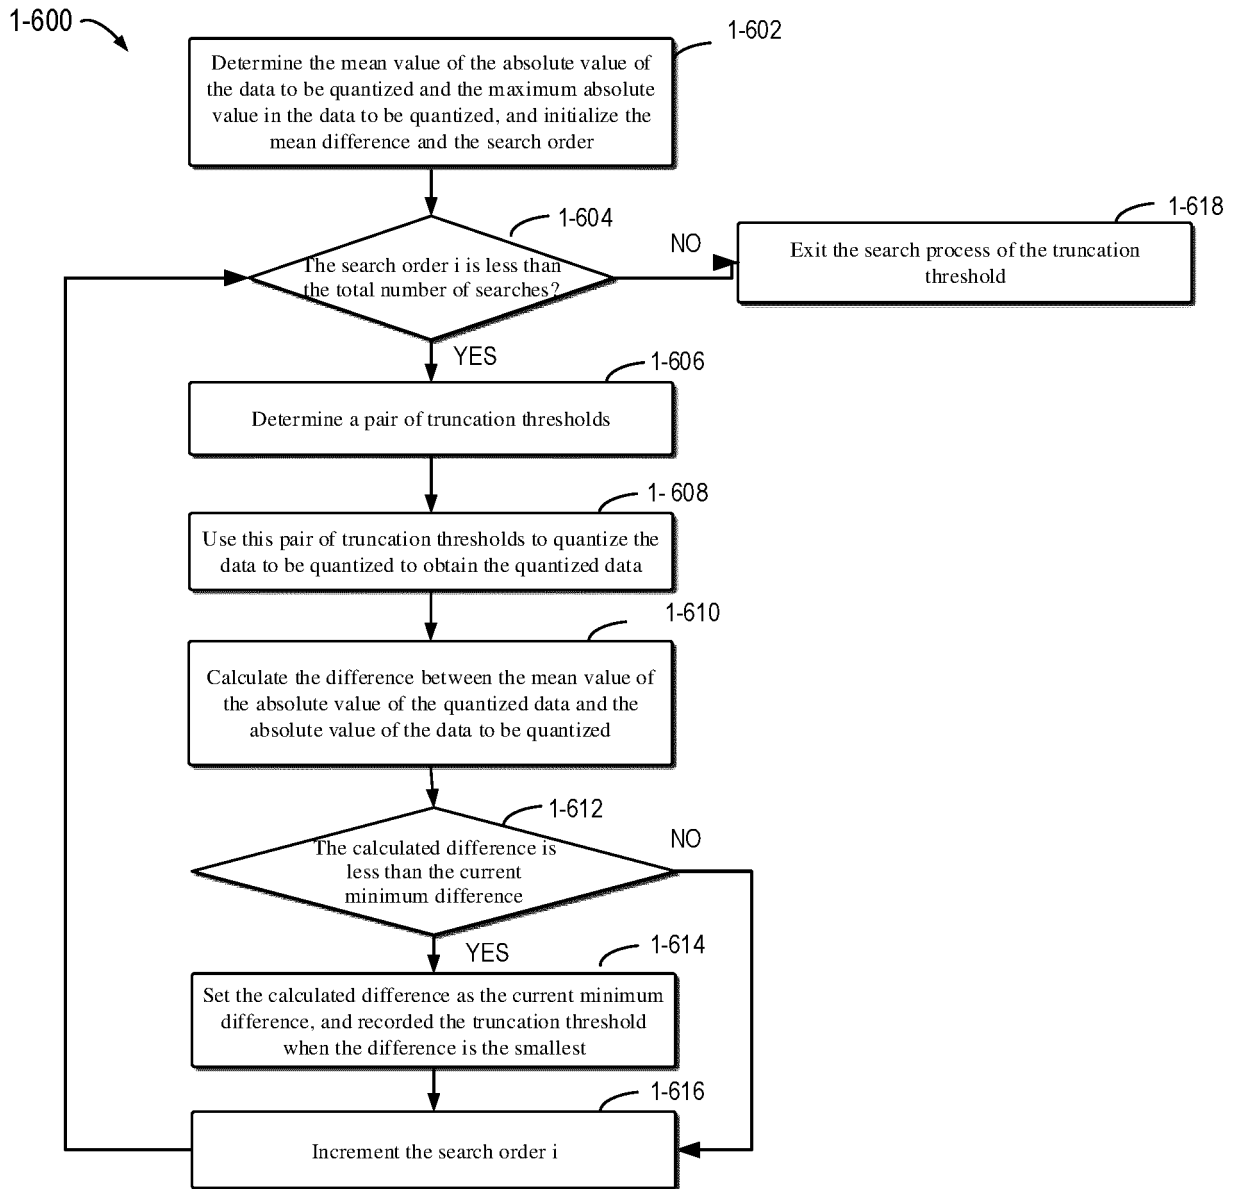 1-600
1-602
Determine the mean value of the absolute value of
the data to be quantized and the maximum absolute
value in the data to be quantized, and initialize the
mean difference and the search order
1-604
The search order i is less than
the total number of searches?
NO
1-618
Exit the search process of the truncation
threshold
YES
1-606
Determine a pair of truncation thresholds
1- 608
Use this pair of truncation thresholds to quantize the
data to be quantized to obtain the quantized data
1-610
Calculate the difference between the mean value of
the absolute value of the quantized data and the
absolute value of the data to be quantized
1-612
The calculated difference is
less than the current
minimum difference
NO
YES
1-614
Set the calculated difference as the current minimum
difference, and recorded the truncation threshold
when the difference is the smallest
1-616
Increment the search order i